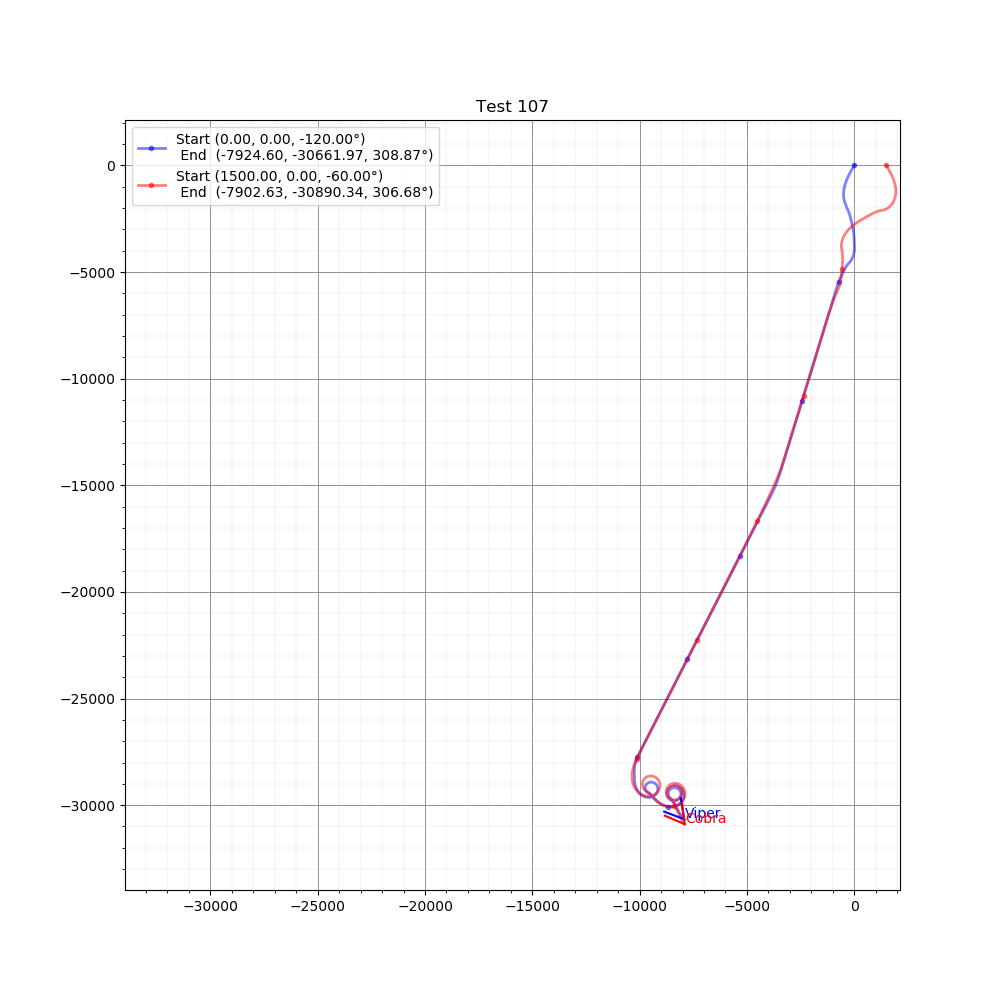 Test 107
Start (0.00, 0.00, -120.00°)
End (-7924.60, -30661.97, 308.87°)
Start (1500.00, 0.00, -60.00°)
End (-7902.63, -30890.34, 306.68°)
0
−5000
−10000
−15000
−20000
−25000
−30000
Viper
Cobra
−30000 −25000 −20000 −15000 −10000 −5000 0